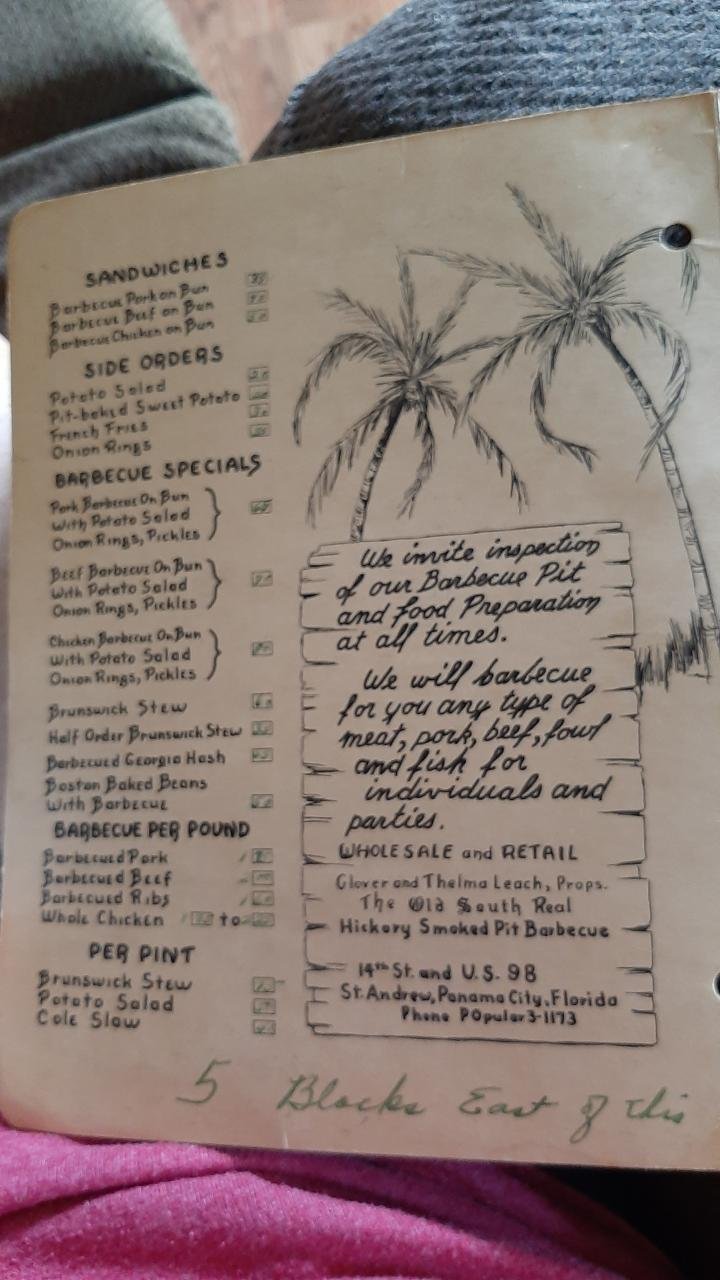 SANDWICHES
Barbecue Pork on Bun
Barbecue Beef on Bun
Barbecue Chicken on Bun
SIDE ORDERS
Potato Salad
Pit-baked Sweet Potato
French Fries
Onion Rings
BARBECUE SPECIALS
Pork Barbecue On Bun
With Potato Salad
Onion Rings, Pickles
Beef Barbecue On Bun
With Potato Salad
Onion Rings, Pickles
Chicken Barbecue On Bun
With Potato Salad
Onion Rings, Pickles
Brunswick Stew
Half Order Brunswick Stew
Barbecued Georgia Hash
Boston Baked Beans
With Barbecue
BARBECUE PER POUND
Barbecued Pork
Barbecued Beef
Barbecued Ribs
Whole Chicken to
PER PINT
Brunswick Stew
Potato Salad
Cole Slaw
We invite inspection
of our Barbecue Pit
and food Preparation
at all times.
We will barbecue
for you any type of
meat, pork, beef, fowl
and fish for
individuals and
parties.
WHOLESALE and RETAIL
Glover and Thelma Leach, Props.
The Old South Real
Hickory Smoked Pit Barbecue
14th St. and U.S. 98
St. Andrew, Panama City, Florida
Phone POpular 3-1173
5 Blocks East of This